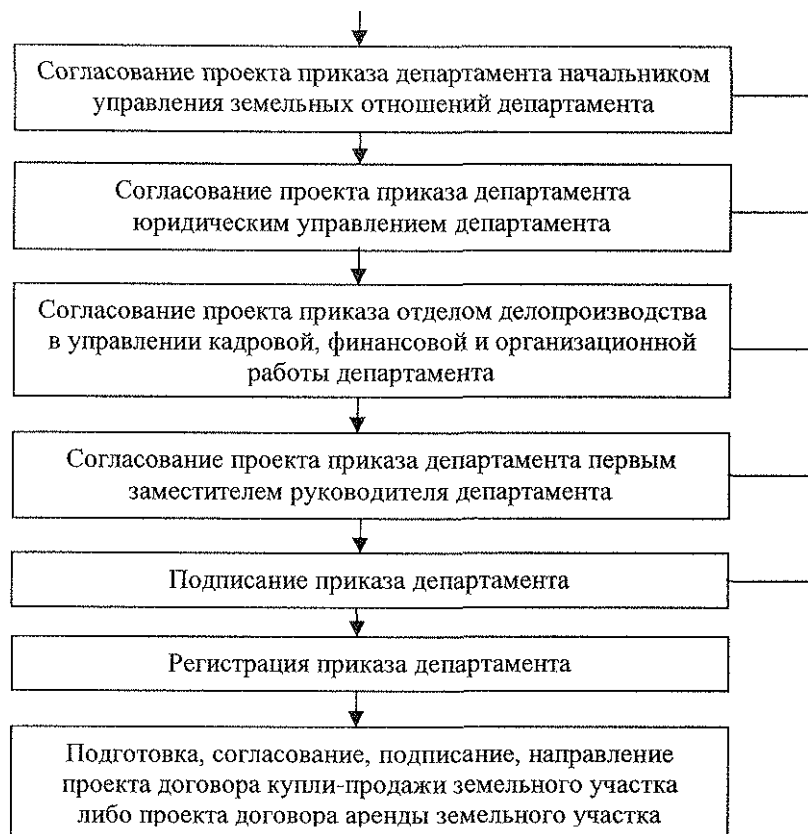 Согласование проекта приказа департамента начальником
управления земельных отношений департамента
Согласование проекта приказа департамента
юридическим управлением департамента
Согласование проекта приказа отделом делопроизводства
в управлении кадровой, финансовой и организационной
работы департамента
Согласование проекта приказа департамента первым
заместителем руководителя департамента
Подписание приказа департамента
Регистрация приказа департамента
Подготовка, согласование, подписание, направление
проекта договора купли-продажи земельного участка
либо проекта договора аренды земельного участка